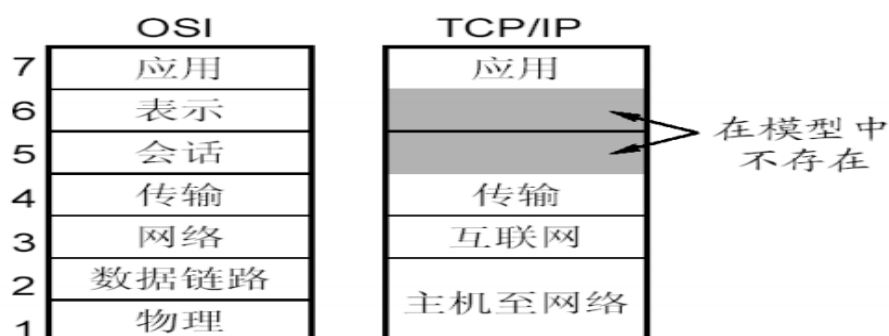 OSI TCP/IP
7 应用 应用
6 表示
5 会话
在模型中
不存在
4 传输 传输
3 网络 互联网
2 数据链路
主机至网络
1 物理